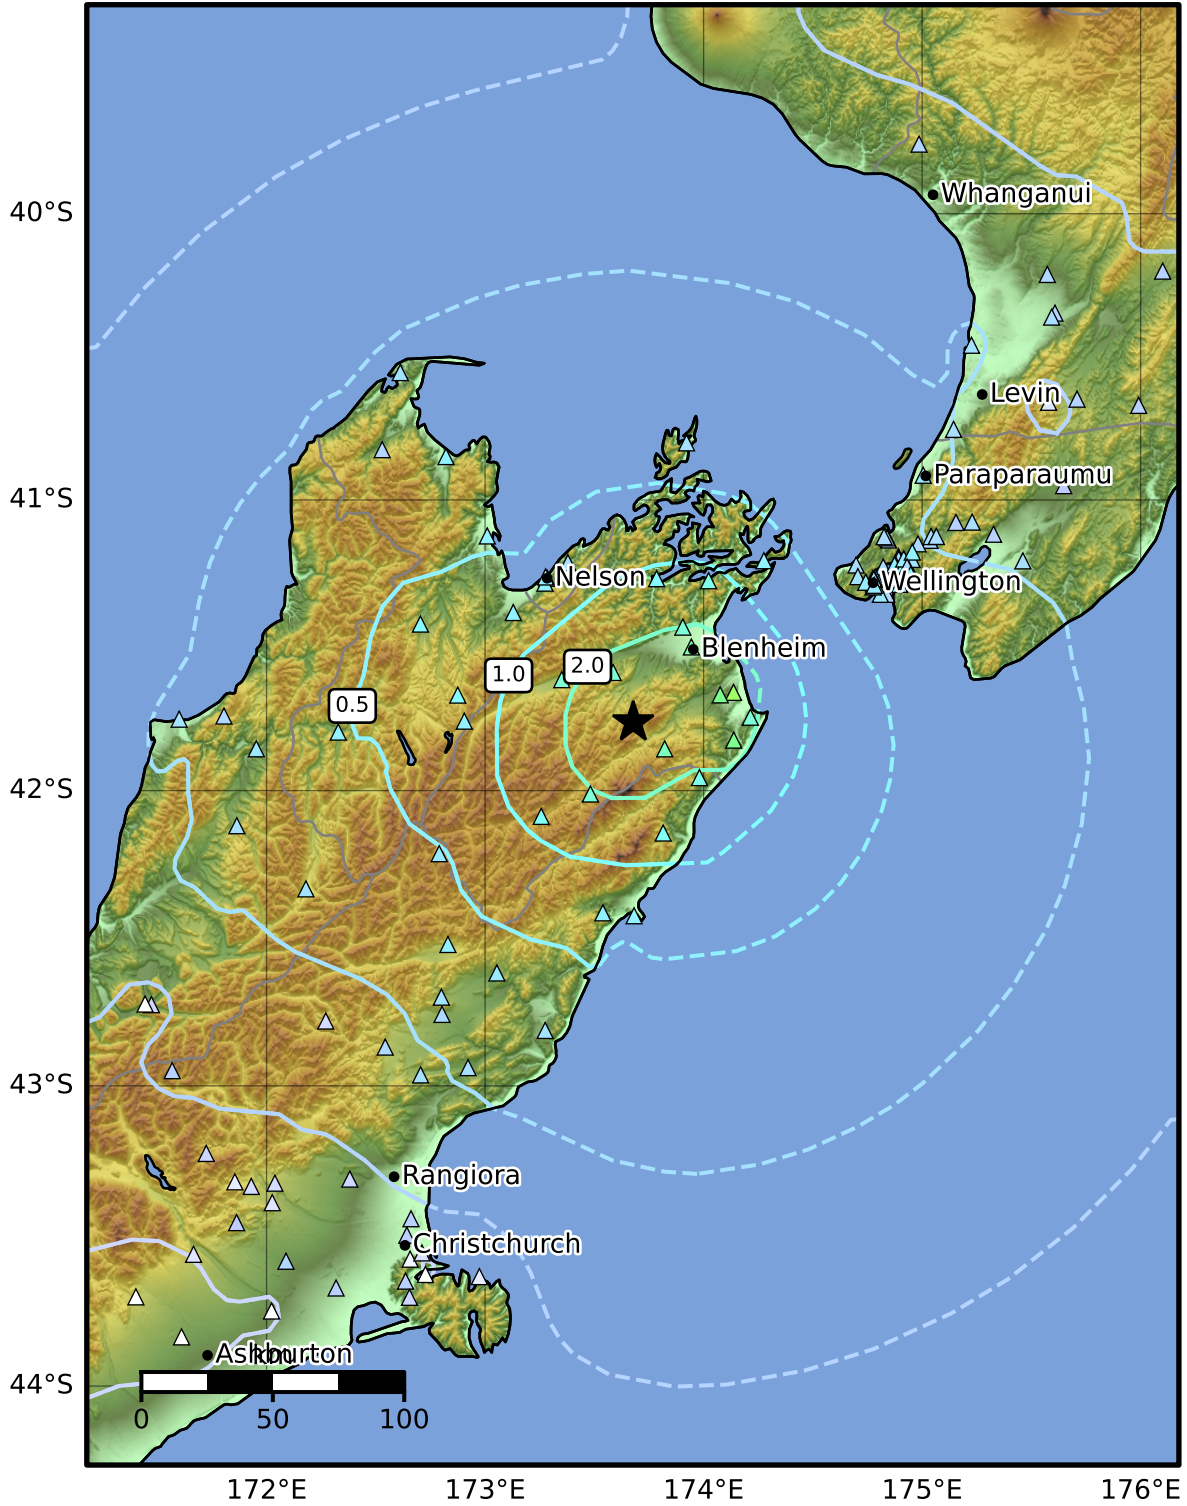 Whanganui
40°S
Levin
Paraparaumu
41°S
Nelson
Wellington
Blenheim
2.0
1.0
0.5
42°S
43°S
Rangiora
Christchurch
Ashburton
km
44°S
0 50 100
172°E 173°E 174°E 175°E 176°E